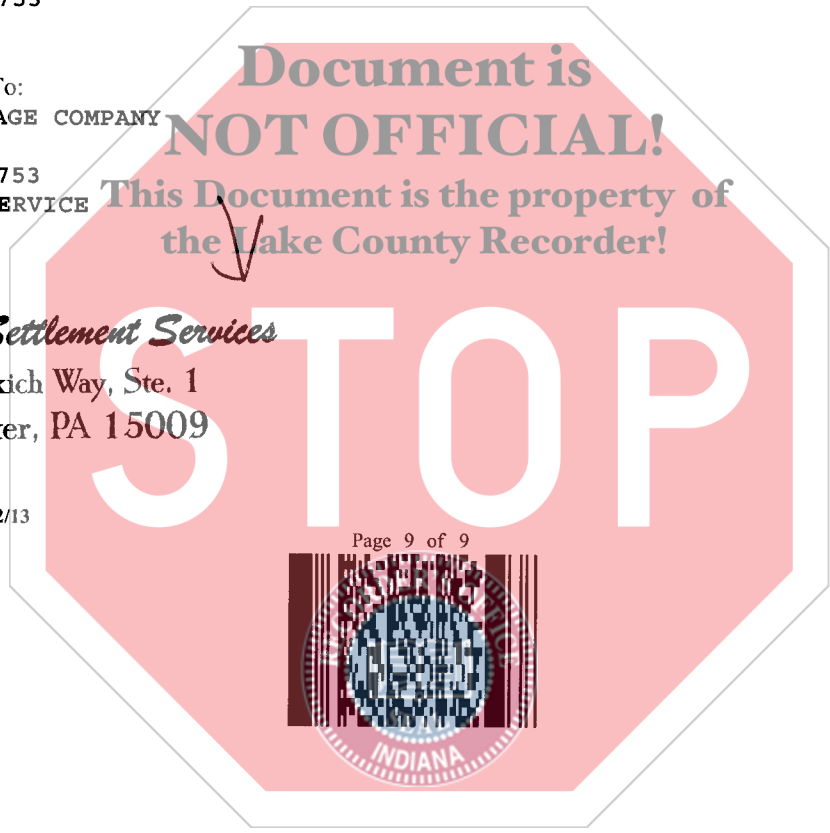 753
To:
AGE COMPANY
753
ERVICE
Document is
NOT OFFICIAL!
This Document is the property of
the Lake County Recorder!
STOP
Settlement Services
kich Way, Ste. 1
ter, PA 15009
2/13
Page 9 of 9
INDIANA